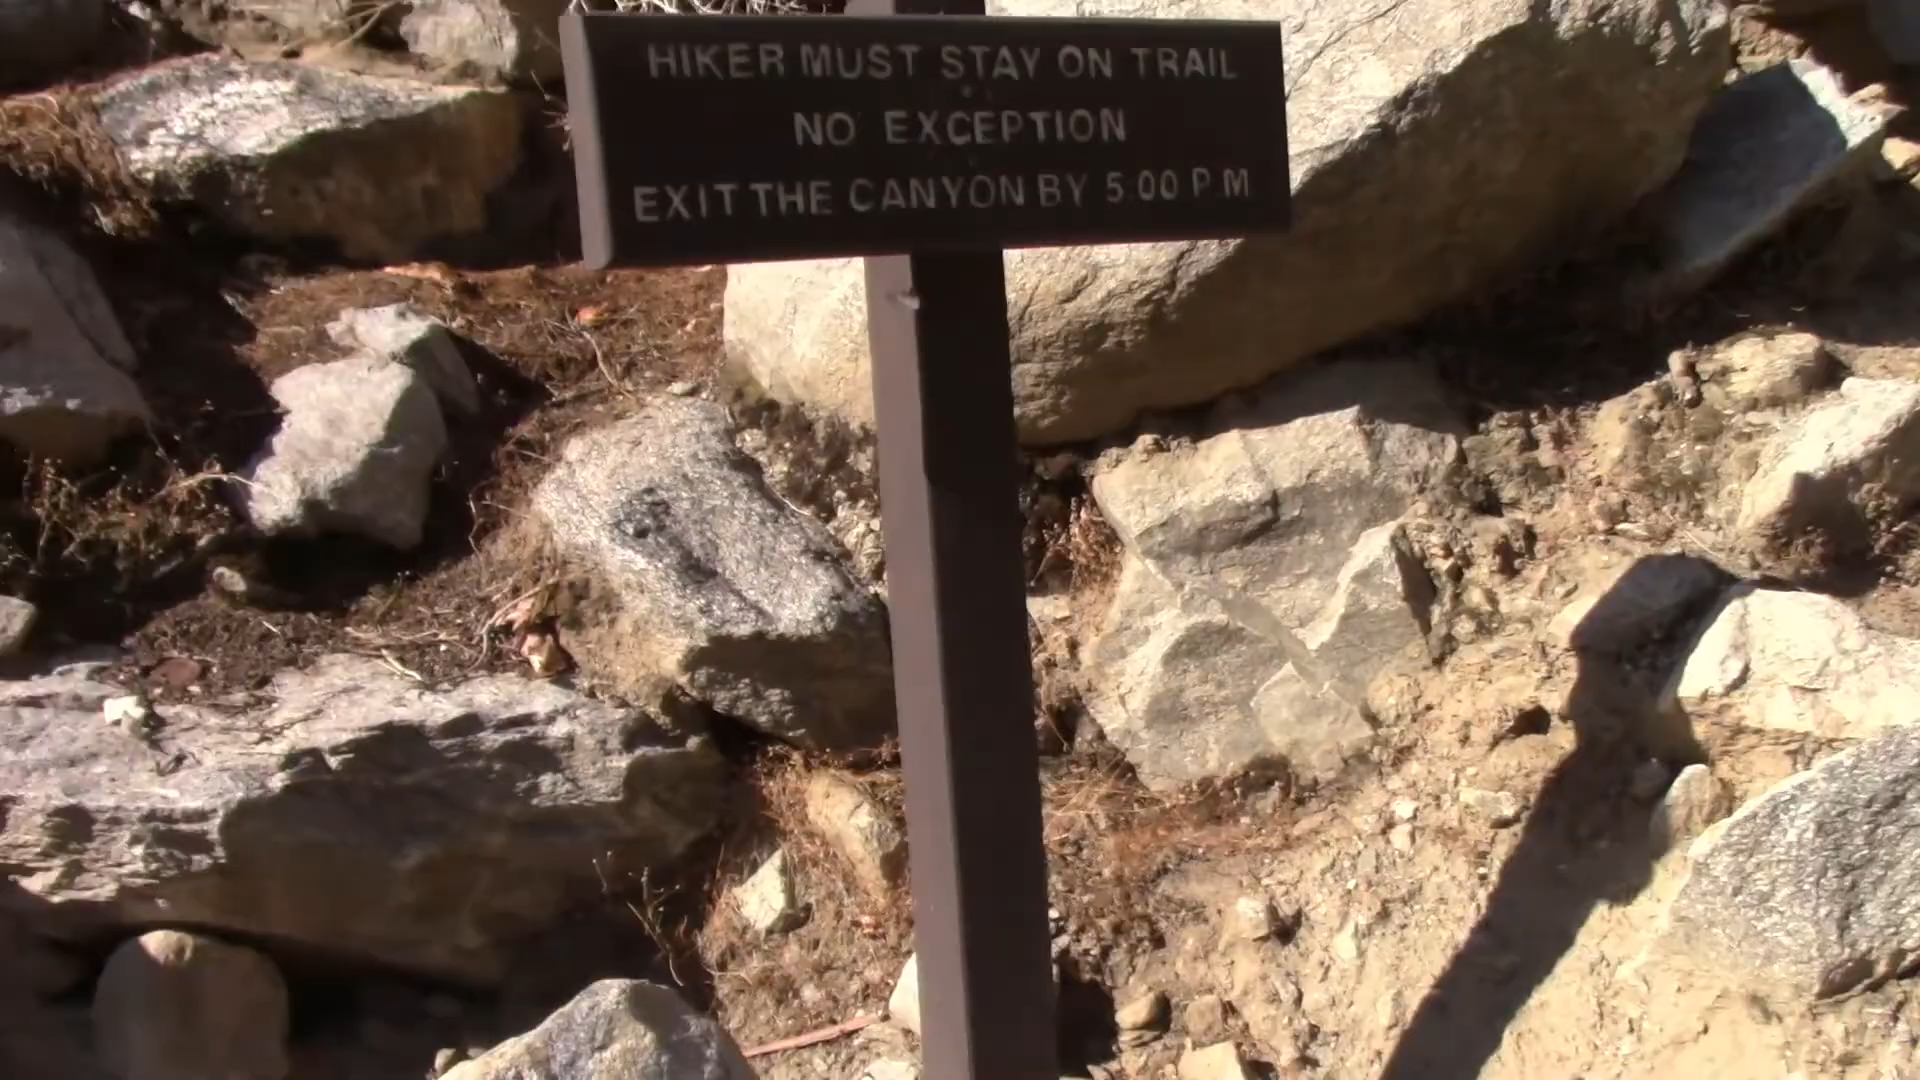 HIKER MUST STAY ON TRAIL
NO EXCEPTION
EXIT THE CANYON BY 5:00 P.M